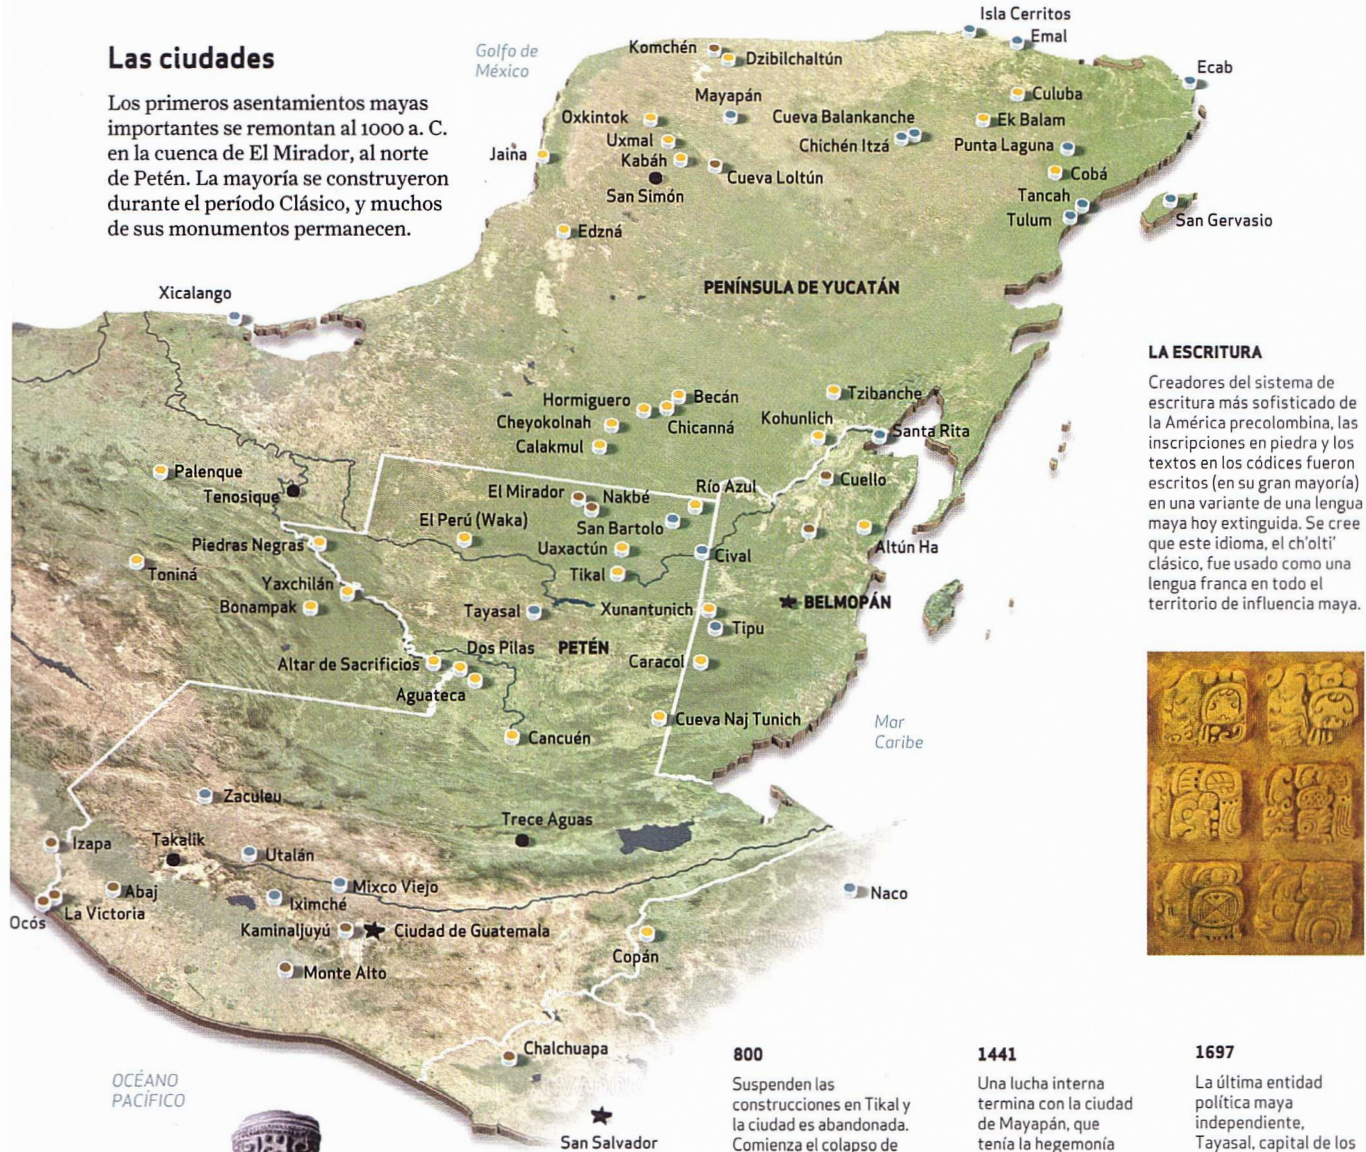 Las ciudades
Los primeros asentamientos mayas
importantes se remontan al 1000 a. C.
en la cuenca de El Mirador, al norte
de Petén. La mayoría se construyeron
durante el período Clásico, y muchos
de sus monumentos permanecen.
Golfo de
México
Isla Cerritos
Emal
Komchén
Dzibilchaltún
Ecab
Mayapán
Culuba
Oxkintok
Cueva Balankanche
Ek Balam
Uxmal
Chichén Itzá
Punta Laguna
Jaina
Kabáh
Cueva Loltún
Cobá
San Simón
Tancah
Tulum
San Gervasio
Edzná
PENÍNSULA DE YUCATÁN
Xicalango
LA ESCRITURA
Creadores del sistema de
escritura más sofisticado de
la América precolombina, las
inscripciones en piedra y los
textos en los códices fueron
escritos (en su gran mayoría)
en una variante de una lengua
maya hoy extinguida. Se cree
que este idioma, el ch'olti'
clásico, fue usado como una
lengua franca en todo el
territorio de influencia maya.
Hormiguero
Becán
Tzibanche
Cheyokolnah
Chicanná
Kohunlich
Santa Rita
Calakmul
Palenque
Tenosique
El Mirador
Nakbé
Río Azul
Cuello
El Perú (Waka)
San Bartolo
Piedras Negras
Uaxactún
Cival
Altún Ha
Toniná
Tikal
Yaxchilán
Bonampak
Tayasal
Xunantunich
BELMOPÁN
Tipu
Dos Pilas
PETÉN
Altar de Sacrificios
Caracol
Aguateca
Cueva Naj Tunich
Mar
Caribe
Cancuén
Zaculeu
Trece Aguas
Izapa
Takalik
Utalán
Abaj
Mixco Viejo
Naco
Iximché
La Victoria
Ocós
Kaminaljuyú
Ciudad de Guatemala
Copán
Monte Alto
Chalchuapa
OCÉANO
PACÍFICO
San Salvador
800
Suspenden las
construcciones en Tikal y
la ciudad es abandonada.
Comienza el colapso de
1441
Una lucha interna
termina con la ciudad
de Mayapán, que
tenía la hegemonía
1697
La última entidad
política maya
independiente,
Tayasal, capital de los